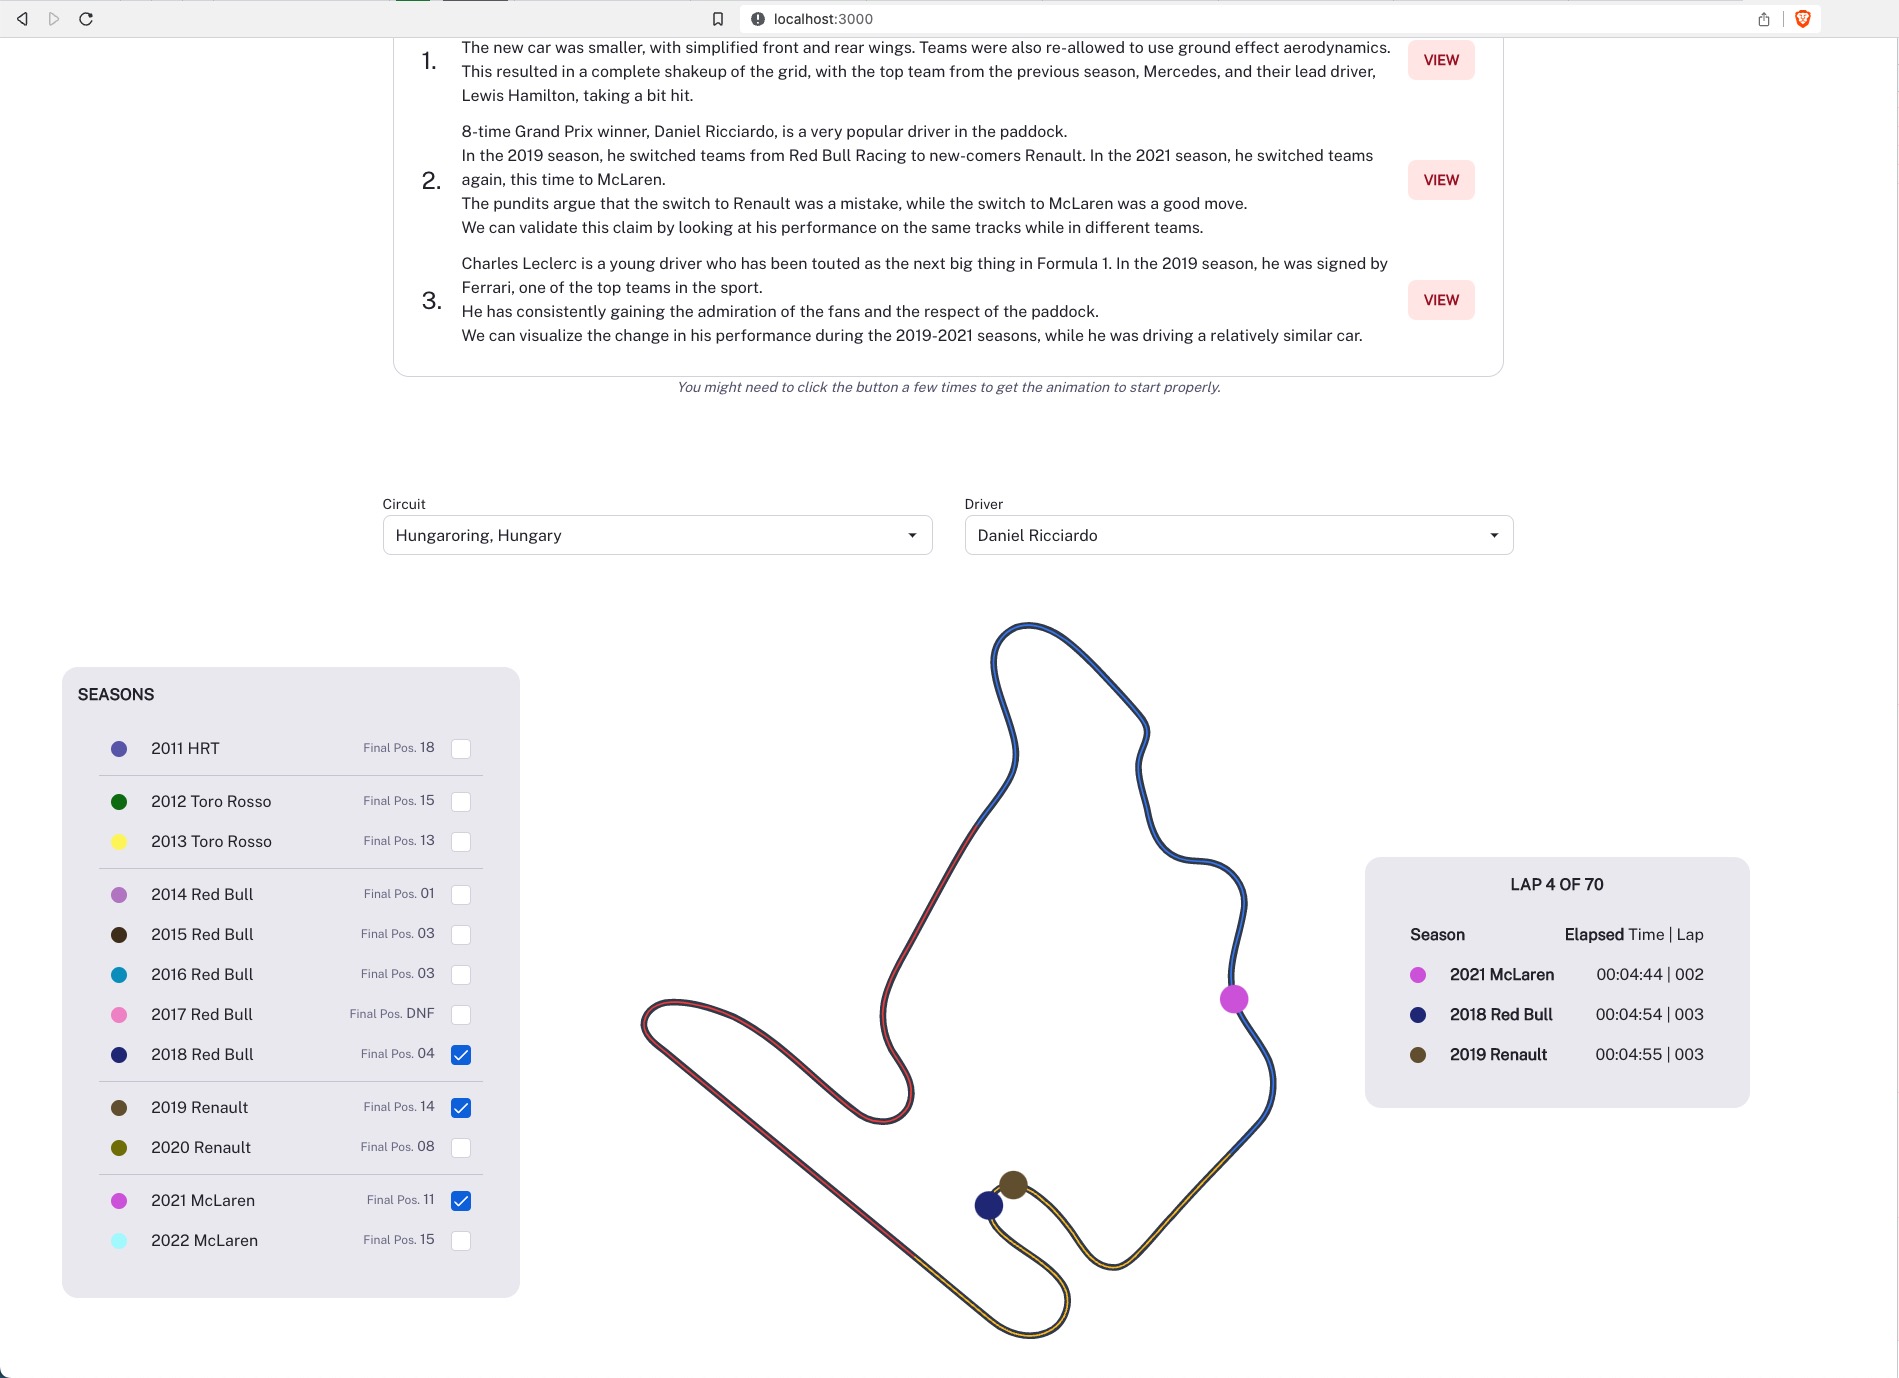 localhost:3000
1.
The new car was smaller, with simplified front and rear wings. Teams were also re-allowed to use ground effect aerodynamics.
This resulted in a complete shakeup of the grid, with the top team from the previous season, Mercedes, and their lead driver,
Lewis Hamilton, taking a bit hit.
VIEW
2.
8-time Grand Prix winner, Daniel Ricciardo, is a very popular driver in the paddock.
In the 2019 season, he switched teams from Red Bull Racing to new-comers Renault. In the 2021 season, he switched teams
again, this time to McLaren.
The pundits argue that the switch to Renault was a mistake, while the switch to McLaren was a good move.
We can validate this claim by looking at his performance on the same tracks while in different teams.
VIEW
3.
Charles Leclerc is a young driver who has been touted as the next big thing in Formula 1. In the 2019 season, he was signed by
Ferrari, one of the top teams in the sport.
He has consistently gaining the admiration of the fans and the respect of the paddock.
We can visualize the change in his performance during the 2019-2021 seasons, while he was driving a relatively similar car.
VIEW
You might need to click the button a few times to get the animation to start properly.
Circuit
Hungaroring, Hungary
Driver
Daniel Ricciardo
SEASONS
2011 HRT Final Pos. 18
2012 Toro Rosso Final Pos. 15
2013 Toro Rosso Final Pos. 13
2014 Red Bull Final Pos. 01
2015 Red Bull Final Pos. 03
2016 Red Bull Final Pos. 03
2017 Red Bull Final Pos. DNF
2018 Red Bull Final Pos. 04
2019 Renault Final Pos. 14
2020 Renault Final Pos. 08
2021 McLaren Final Pos. 11
2022 McLaren Final Pos. 15
LAP 4 OF 70
Season Elapsed Time | Lap
2021 McLaren 00:04:44 | 002
2018 Red Bull 00:04:54 | 003
2019 Renault 00:04:55 | 003